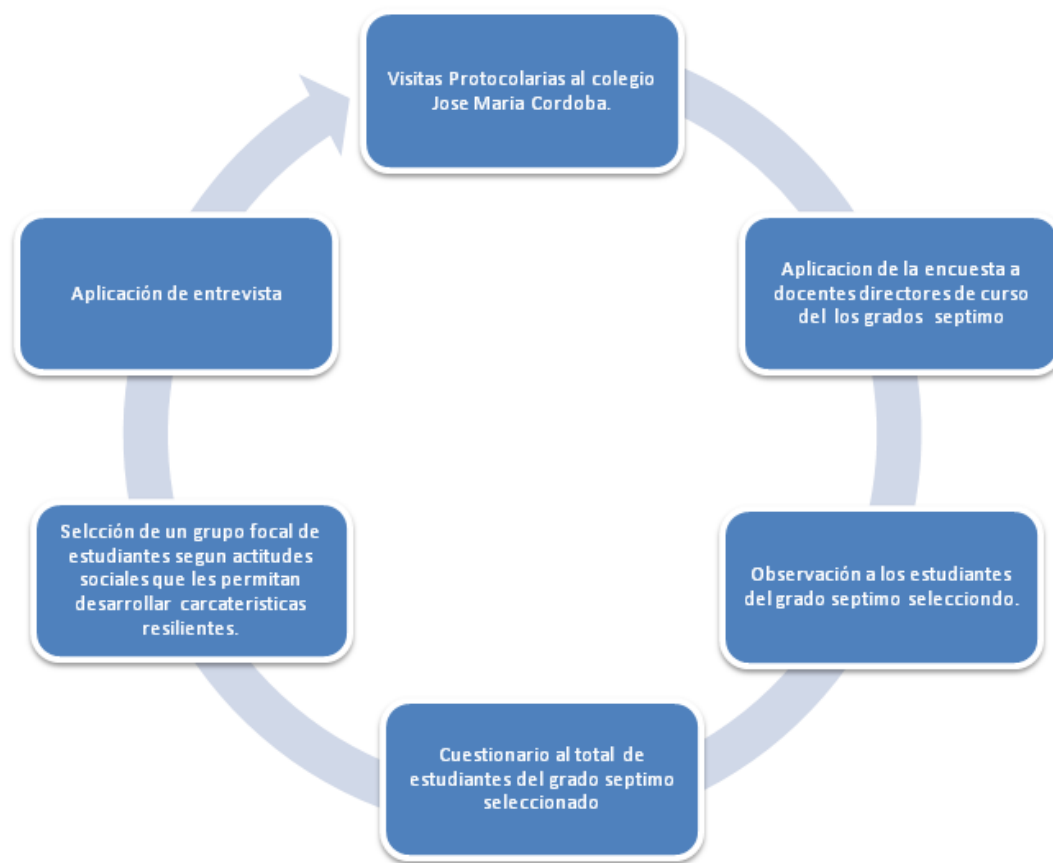 Visitas Protocolarias al colegio
Jose Maria Cordoba.
Aplicacion de la encuesta a
docentes directores de curso
del los grados septimo
Observación a los estudiantes
del grado septimo selecciondo.
Cuestionario al total de
estudiantes del grado septimo
seleccionado
Selcción de un grupo focal de
estudiantes segun actitudes
sociales que les permitan
desarrollar carcateristicas
resilientes.
Aplicación de entrevista